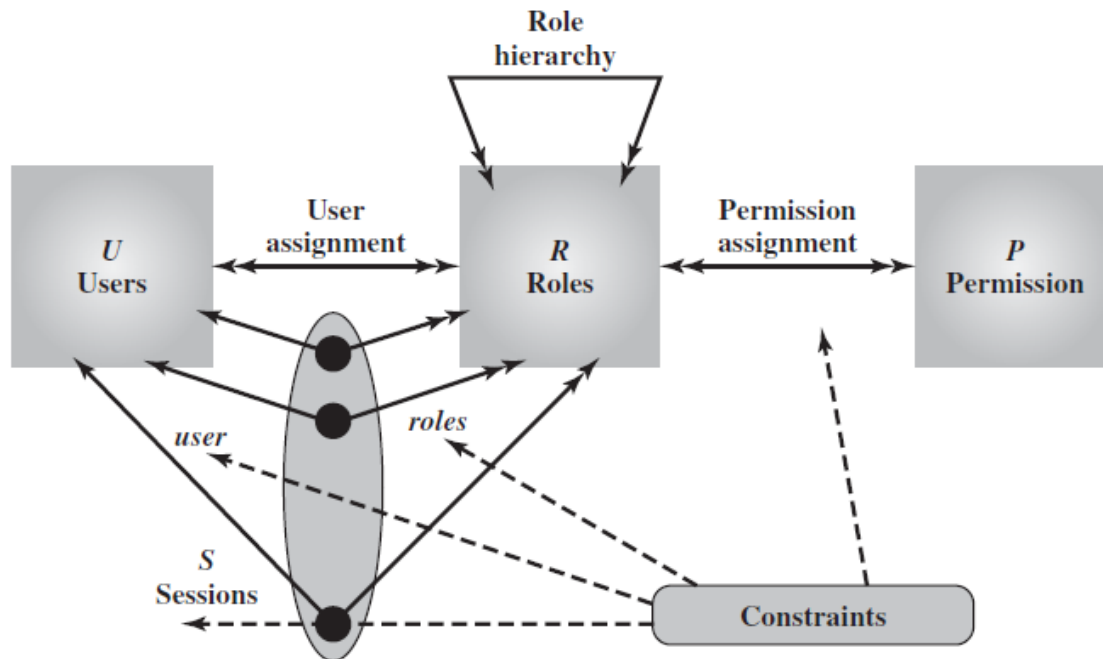 Role
hierarchy
User
assignment
Permission
assignment
U
Users
R
Roles
P
Permission
user
roles
S
Sessions
Constraints